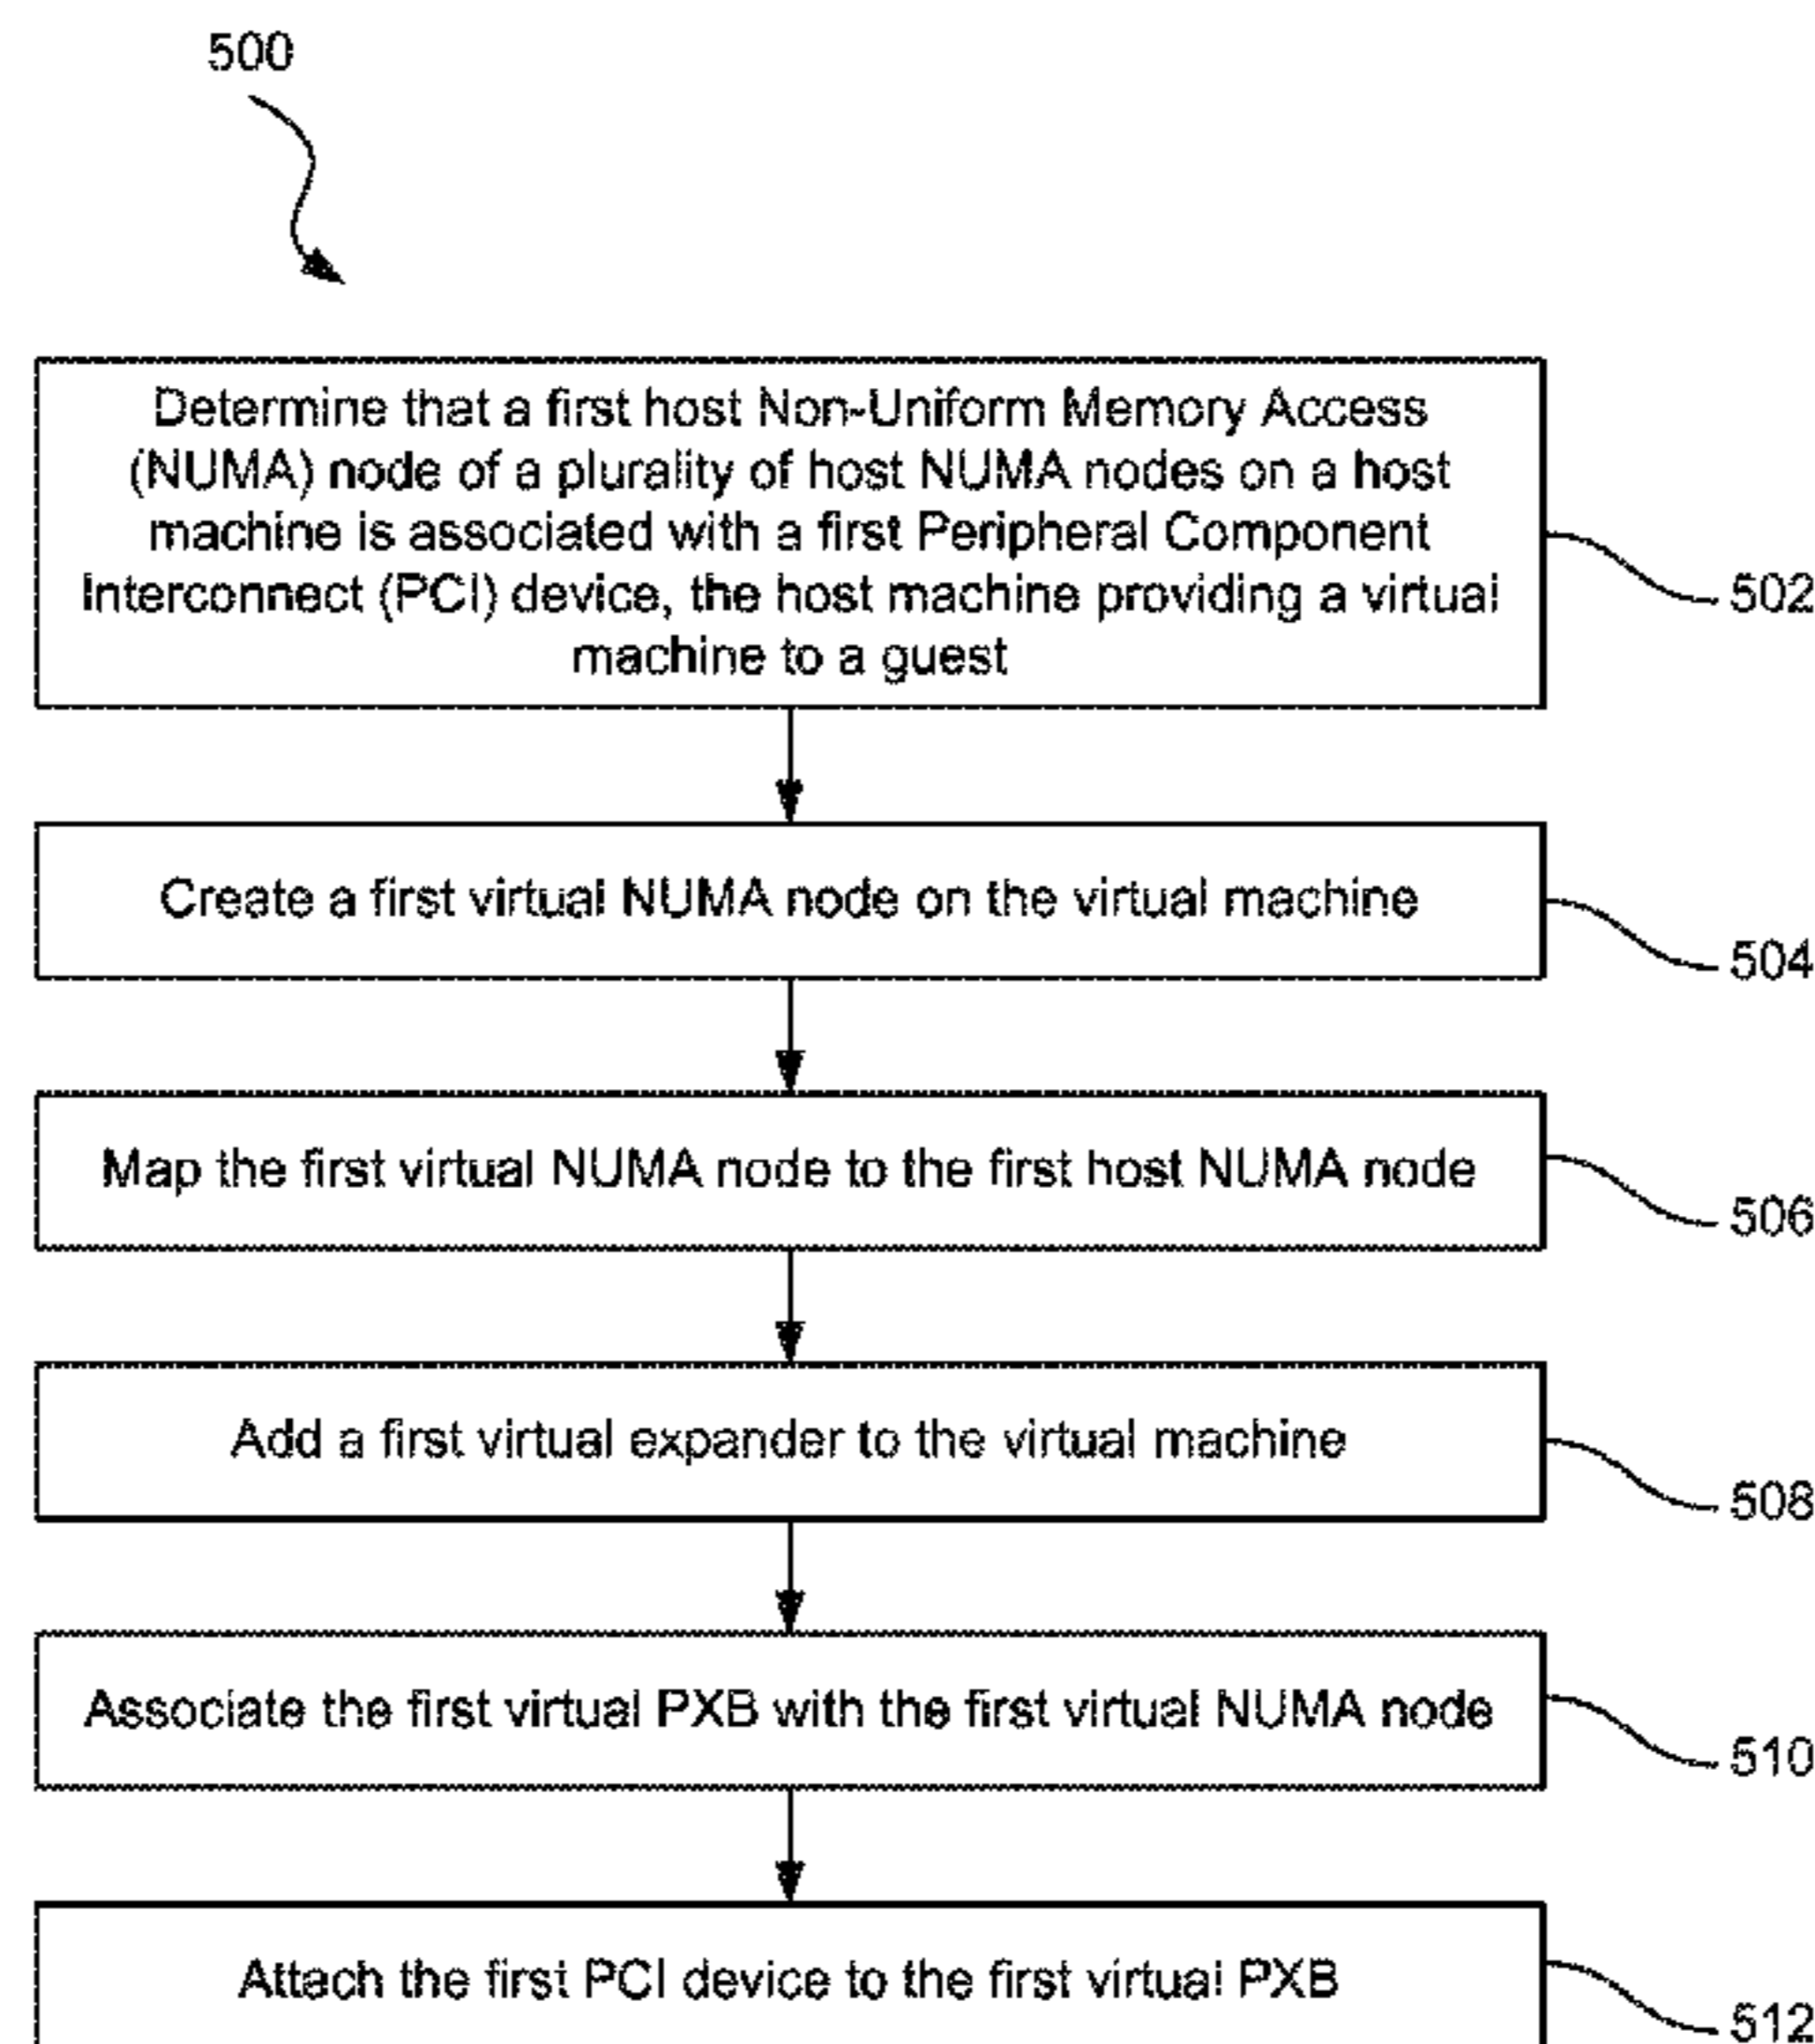 500
Determine that a first host Non-Uniform Memory Access
(NUMA) node of a plurality of host NUMA nodes on a host
machine is associated with a first Peripheral Component
Interconnect (PCI) device, the host machine providing a virtual
machine to a guest
502
Create a first virtual NUMA node on the virtual machine
504
Map the first virtual NUMA node to the first host NUMA node
506
Add a first virtual expander to the virtual machine
508
Associate the first virtual PXB with the first virtual NUMA node
510
Attach the first PCI device to the first virtual PXB
512